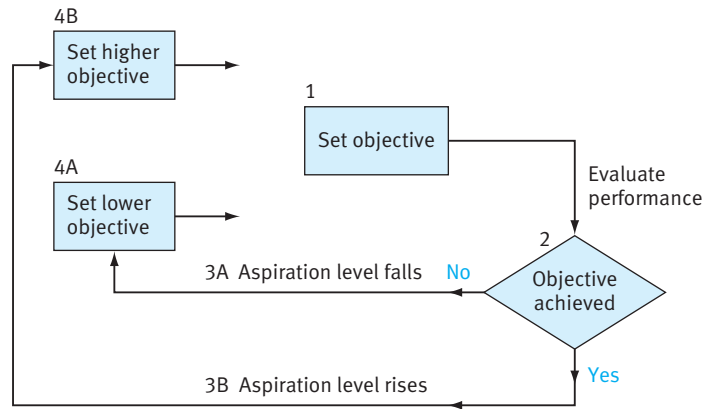 4B
Set higher
objective
1
Set objective
4A
Set lower
objective
Evaluate
performance
2
Objective
achieved
3A Aspiration level falls No
Yes
3B Aspiration level rises